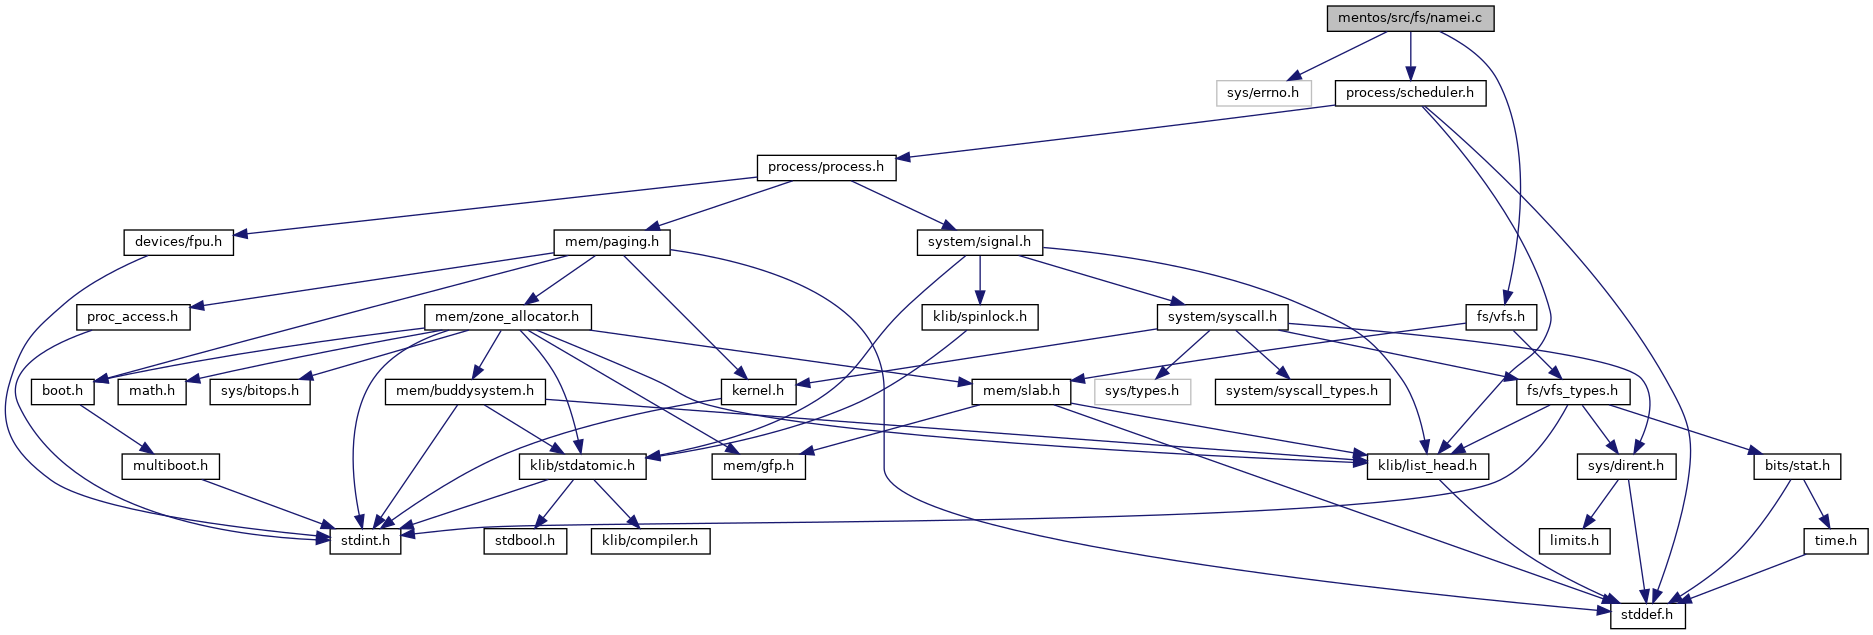 mentos/src/fs/namei.c
sys/errno.h
process/scheduler.h
process/process.h
devices/fpu.h
mem/paging.h
system/signal.h
proc_access.h
mem/zone_allocator.h
klib/spinlock.h
system/syscall.h
fs/vfs.h
boot.h
math.h
sys/bitops.h
mem/buddysystem.h
kernel.h
mem/slab.h
sys/types.h
system/syscall_types.h
fs/vfs_types.h
multiboot.h
klib/stdatomic.h
mem/gfp.h
klib/list_head.h
sys/dirent.h
bits/stat.h
stdint.h
stdbool.h
klib/compiler.h
limits.h
time.h
stddef.h